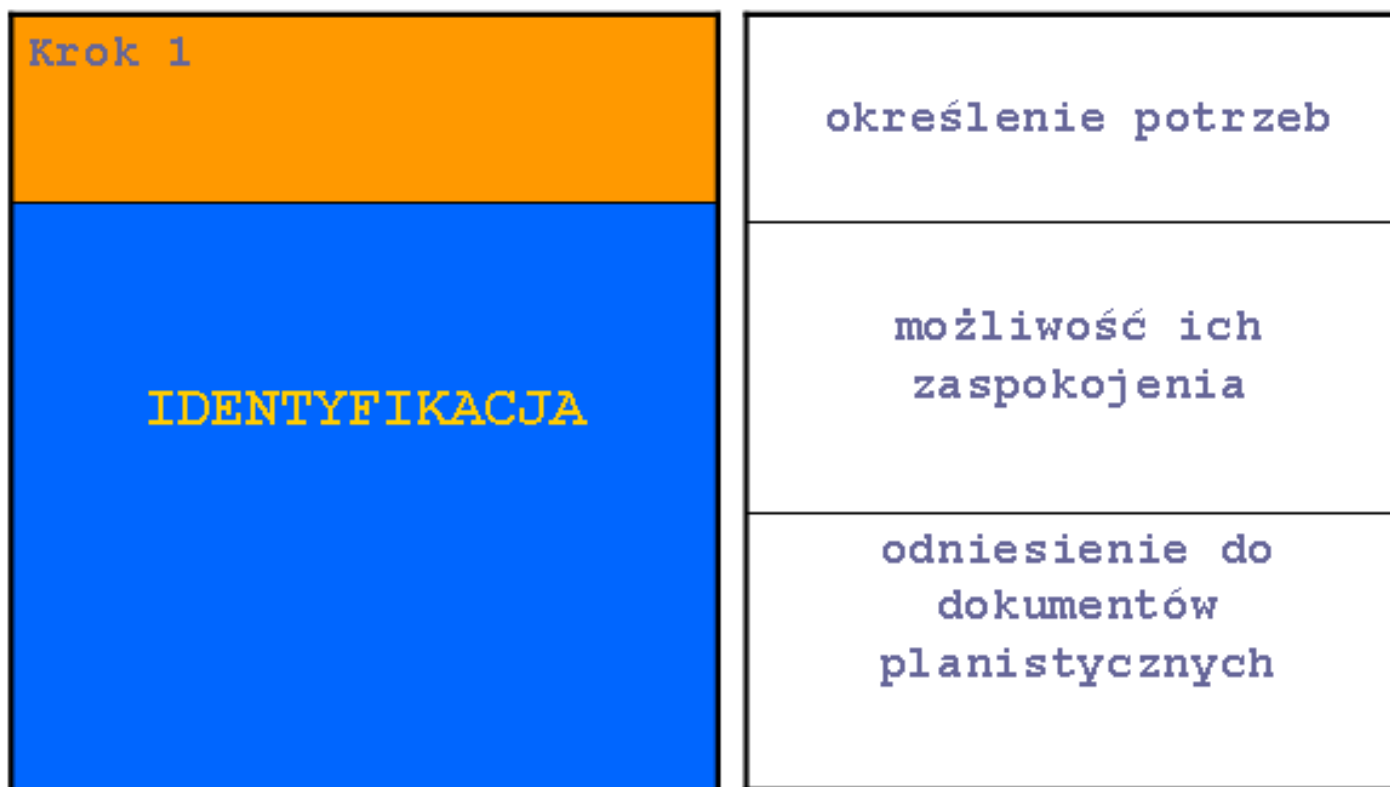 Krok 1
IDENTYFIKACJA
określenie potrzeb
możliwość ich
zaspokojenia
odniesienie do
dokumentów
planistycznych